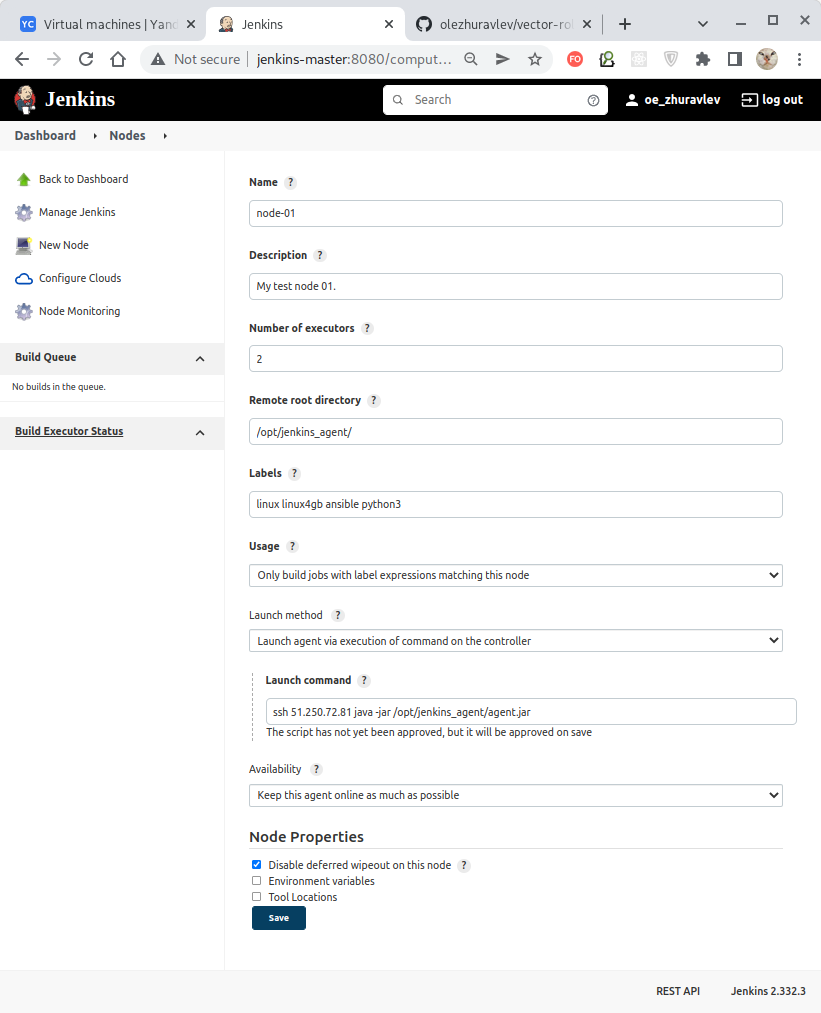 Virtual machines | Yand
Jenkins
olezhuravlev/vector-rol
Not secure
jenkins-master:8080/comput...
Jenkins
Search
oe_zhuravlev
log out
Dashboard
Nodes
Back to Dashboard
Manage Jenkins
New Node
Configure Clouds
Node Monitoring
Build Queue
No builds in the queue.
Build Executor Status
Name ?
node-01
Description ?
My test node 01.
Number of executors ?
2
Remote root directory ?
/opt/jenkins_agent/
Labels ?
linux linux4gb ansible python3
Usage ?
Only build jobs with label expressions matching this node
Launch method ?
Launch agent via execution of command on the controller
Launch command ?
ssh 51.250.72.81 java -jar /opt/jenkins_agent/agent.jar
The script has not yet been approved, but it will be approved on save
Availability ?
Keep this agent online as much as possible
Node Properties
Disable deferred wipeout on this node ?
Environment variables
Tool Locations
Save
REST API
Jenkins 2.332.3